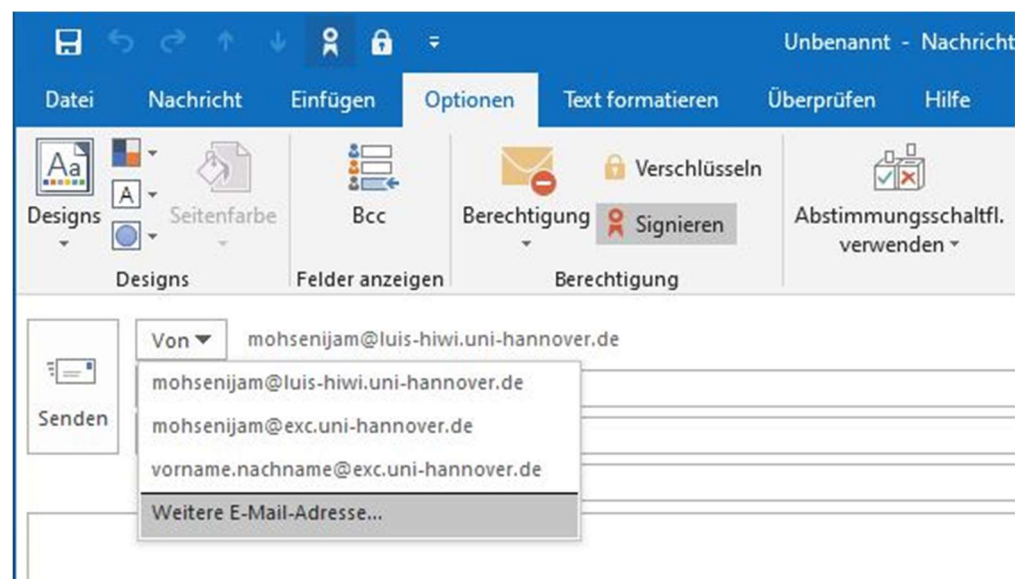 Unbenannt - Nachricht
Datei Nachricht Einfügen Optionen Text formatieren Überprüfen Hilfe
Aa
A
Designs
Seitenfarbe
Designs
Bcc
Felder anzeigen
Berechtigung
Verschlüsseln
Signieren
Berechtigung
Abstimmungsschaltfl.
verwenden
Senden
Von mohsenijam@luis-hiwi.uni-hannover.de
mohsenijam@luis-hiwi.uni-hannover.de
mohsenijam@exc.uni-hannover.de
vorname.nachname@exc.uni-hannover.de
Weitere E-Mail-Adresse...